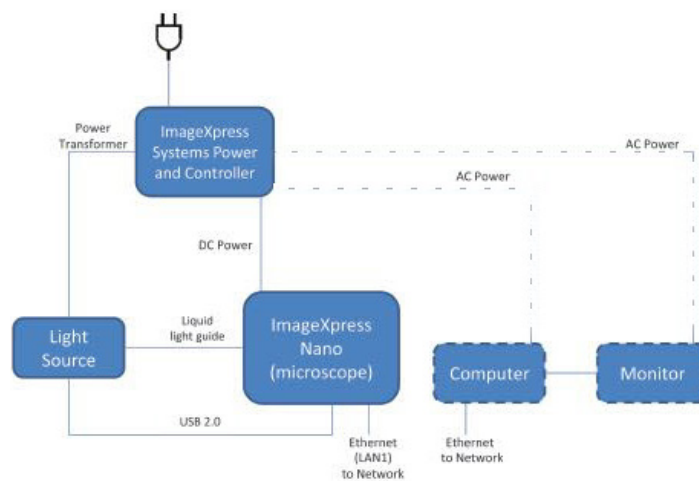 Power
Transformer
ImageXpress
Systems Power
and Controller
AC Power
AC Power
DC Power
Liquid
light guide
Light
Source
ImageXpress
Nano
(microscope)
Computer
Monitor
USB 2.0
Ethernet
(LAN1)
to Network
Ethernet
to Network